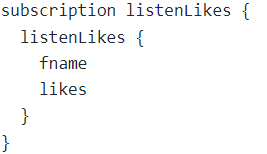 subscription listenLikes {
  listenLikes {
    fname
    likes
  }
}